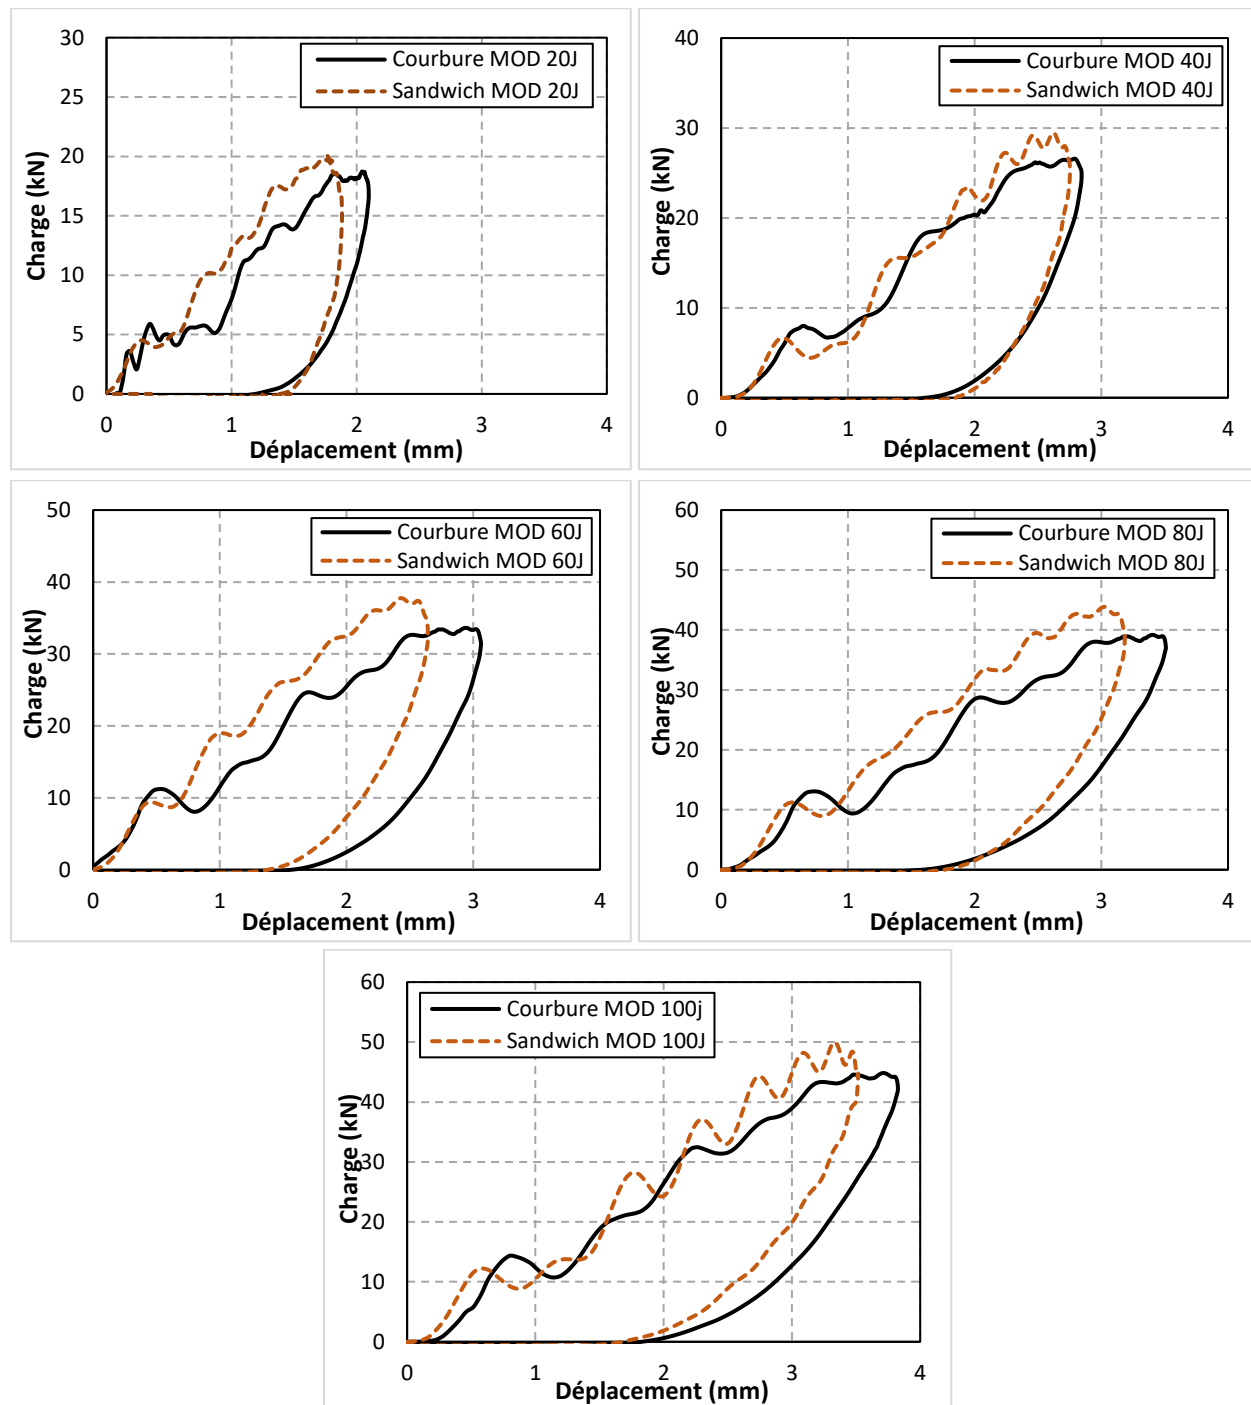 30
25
20
15
10
5
0
Charge (kN)
Courbure MOD 20J
Sandwich MOD 20J
0 1 2 3 4
Déplacement (mm)
40
30
20
10
0
Charge (kN)
Courbure MOD 40J
Sandwich MOD 40J
0 1 2 3 4
Déplacement (mm)
50
40
30
20
10
0
Charge (kN)
Courbure MOD 60J
Sandwich MOD 60J
0 1 2 3 4
Déplacement (mm)
60
50
40
30
20
10
0
Charge (kN)
Courbure MOD 80J
Sandwich MOD 80J
0 1 2 3 4
Déplacement (mm)
60
50
40
30
20
10
0
Charge (kN)
Courbure MOD 100j
Sandwich MOD 100J
0 1 2 3 4
Déplacement (mm)